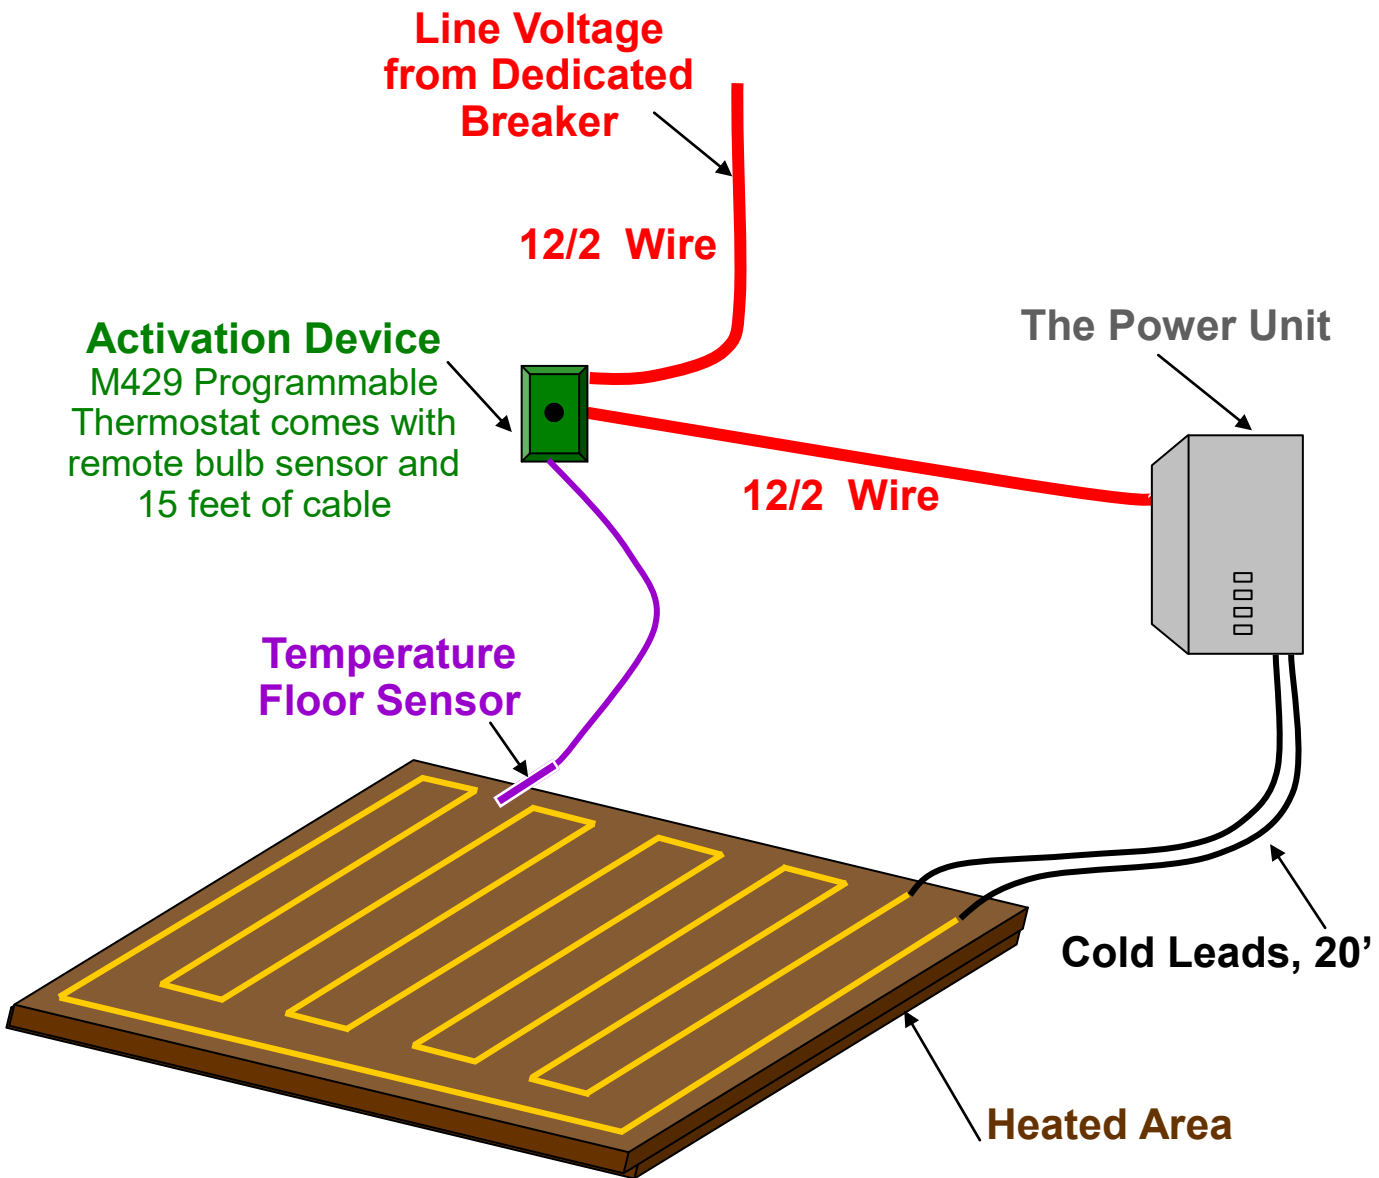 Line Voltage
from Dedicated
Breaker
12/2  Wire
Activation Device
M429 Programmable
Thermostat comes with
remote bulb sensor and
15 feet of cable
The Power Unit
12/2  Wire
Temperature
Floor Sensor
Cold Leads, 20’
Heated Area